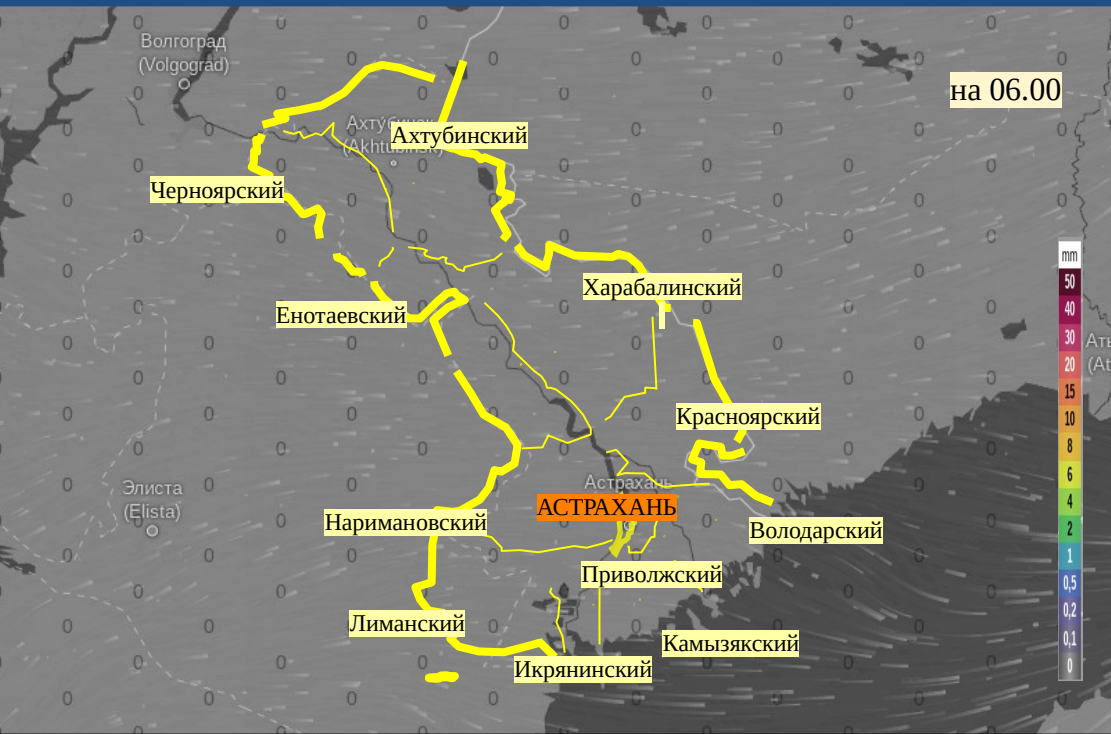 Волгоград
(Volgograd)
на 06.00
Ахтубинский
(Akhtubinsk)
Черноярский
mm
50
40
30
20
15
10
8
6
4
2
1
0,5
0,2
0,1
0
Харабалинский
Енотаевский
Красноярский
Элиста
(Elista)
Астрахань
АСТРАХАНЬ
Наримановский
Володарский
Приволжский
Лиманский
Камызякский
Икрянинский